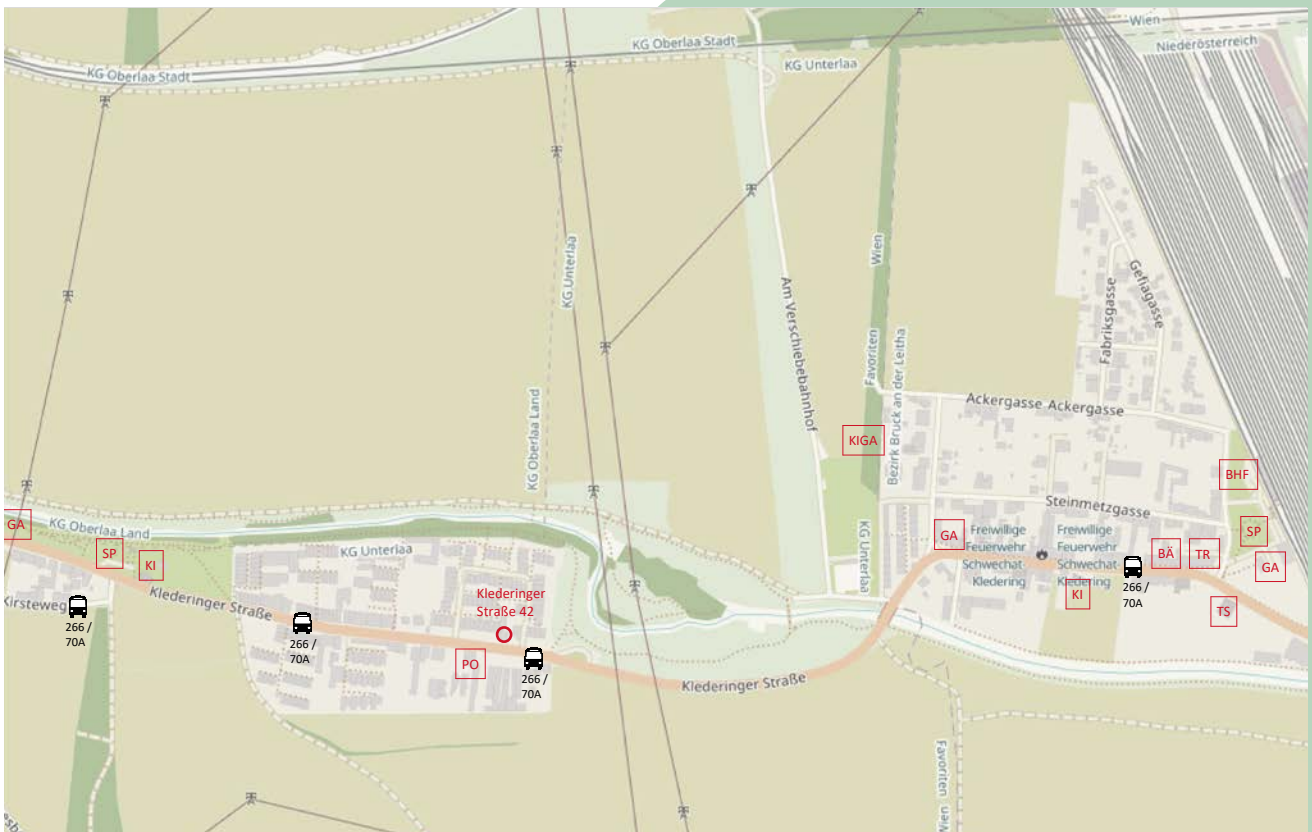 Wien
Niederösterreich
KG Oberlaa Stadt
KG Oberlaa Stadt
KG Unterlaa
KG Unterlaa
Wien
Favoriten
Am Verschiebebahnhof
Bezirk Bruck an der Leitha
Gefiagasse
Fabriksgasse
KG Oberlaa Land
Ackergasse Ackergasse
KIGA
BHF
Steinmetzgasse
GA
KG Oberlaa Land
KG Unterlaa
KG Unterlaa
SP
KI
GA
Freiwillige
Feuerwehr
Schwechat-
Kledering
Freiwillige
Feuerwehr
Schwechat-
Kledering
KI
BÄ
TR
SP
GA
TS
266 /
70A
Kirsteweg
266 /
70A
Klederinger Straße
266 /
70A
Klederinger
Straße 42
PO
266 /
70A
Klederinger Straße
Favoriten
Wien